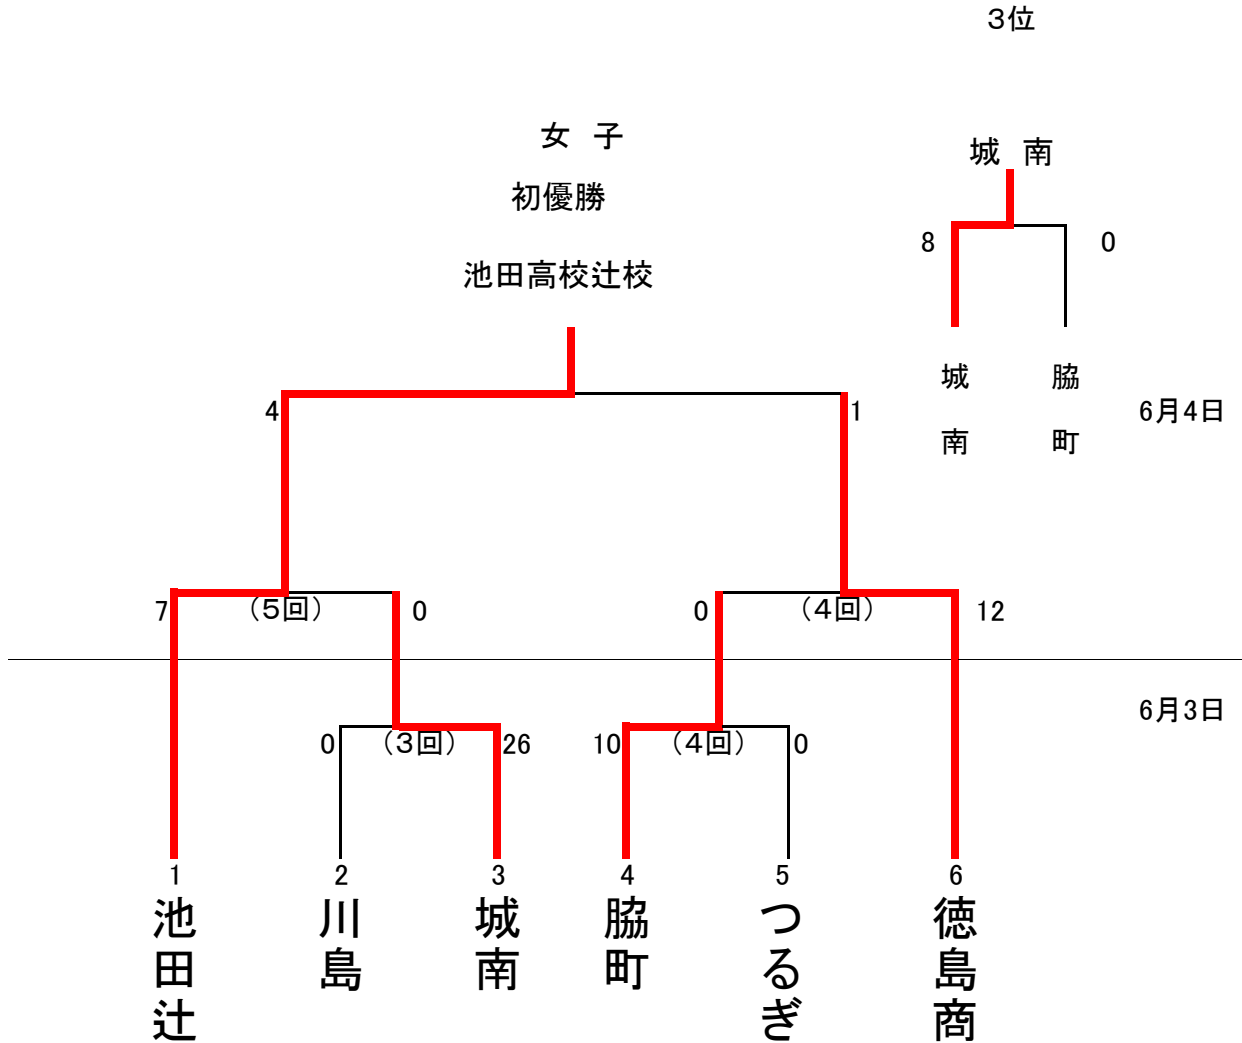 ３位
女 子
初優勝
池田高校辻校
城 南
8
0
城南
脇町
6月4日
4
1
7
（５回）
0
0
（４回）
12
6月3日
0
（３回）
26
10
（４回）
0
1
2
3
4
5
6
池田辻
川島
城南
脇町
つるぎ
徳島商